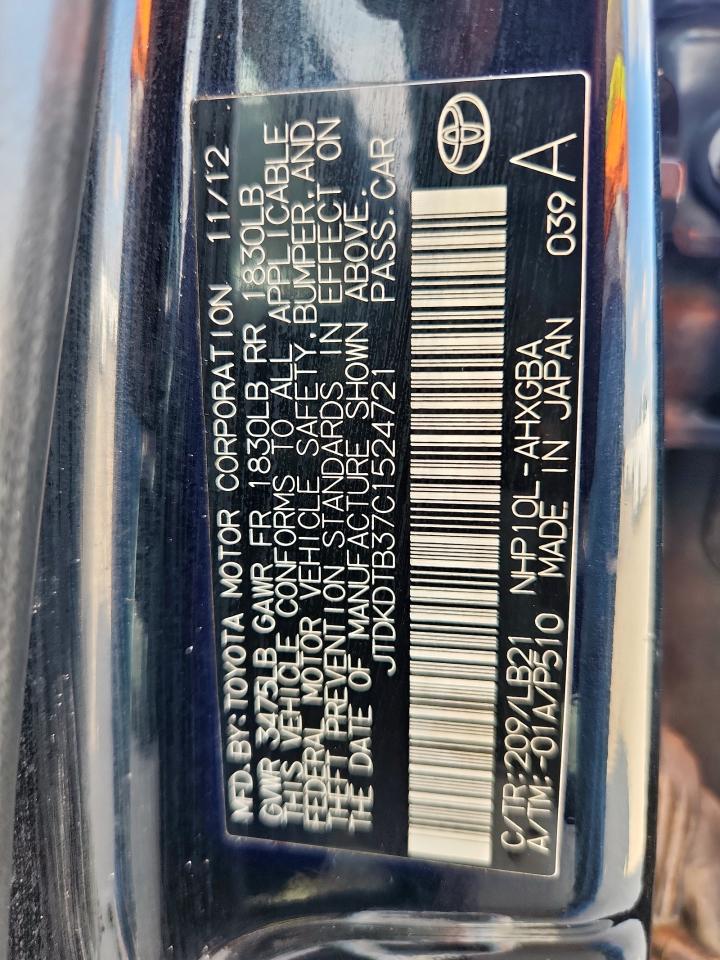 MFD. BY: TOYOTA MOTOR CORPORATION 11/12
GWR 3475LB GAWR FR 1830LB RR 1830LB
THIS VEHICLE CONFORMS TO ALL APPLICABLE
FEDERAL MOTOR VEHICLE SAFETY, BUMPER, AND
THEFT PREVENTION STANDARDS IN EFFECT ON
THE DATE OF MANUFACTURE SHOWN ABOVE.
JTDKDTB37C1524721 PASS. CAR
C/TR: 209/LB21 NHP10L-AHXGBA 039 A
A/TM: -01A/P510 MADE IN JAPAN